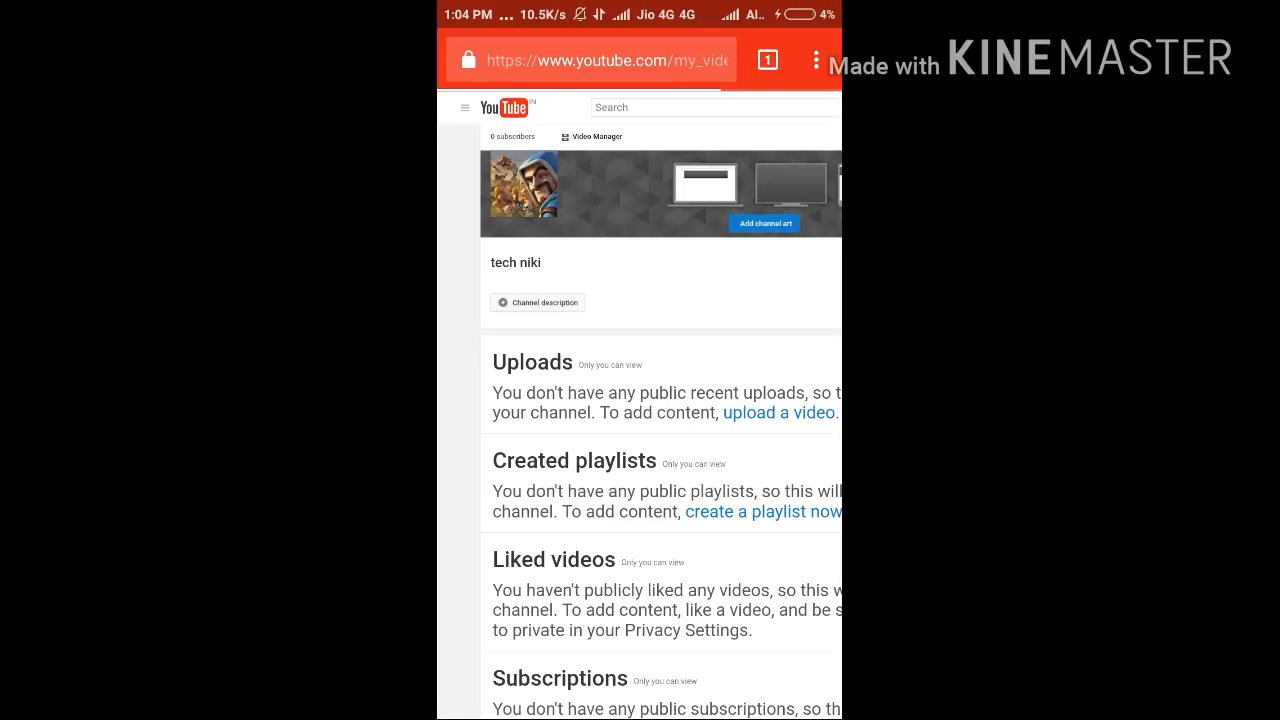 1:04 PM ... 10.5K/s Jio 4G 4G AI.. 4%
https://www.youtube.com/my_vide 1
Made with KINEMASTER
YouTube IN Search
0 subscribers Video Manager
Add channel art
tech niki
Channel description
Uploads Only you can view
You don't have any public recent uploads, so t
your channel. To add content, upload a video.
Created playlists Only you can view
You don't have any public playlists, so this will
channel. To add content, create a playlist now
Liked videos Only you can view
You haven't publicly liked any videos, so this w
channel. To add content, like a video, and be s
to private in your Privacy Settings.
Subscriptions Only you can view
You don't have any public subscriptions, so th